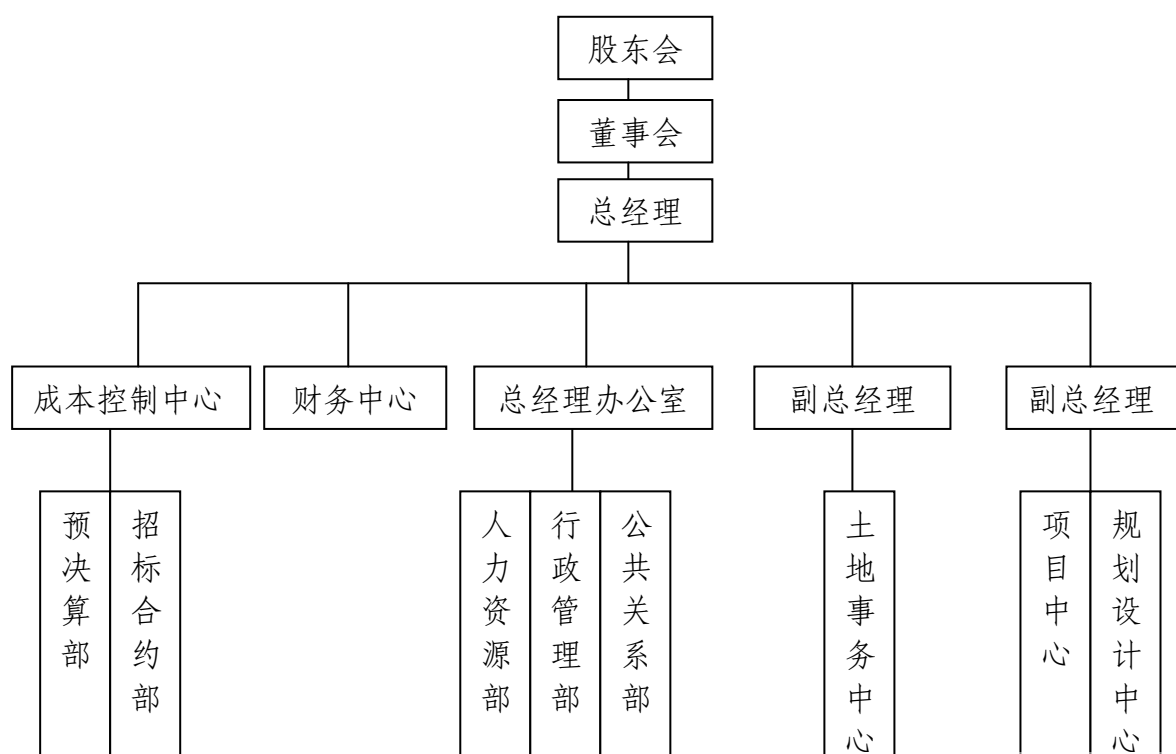 股东会
董事会
总经理
成本控制中心
财务中心
总经理办公室
副总经理
副总经理
预决算部
招标合约部
人力资源部
行政管理部
公共关系部
土地事务中心
项目中心
规划设计中心